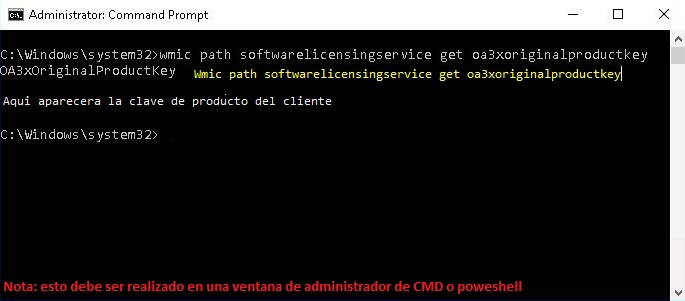 Administrator: Command Prompt
C:\Windows\system32>wmic path softwarelicensingservice get oa3xoriginalproductkey
OA3xOriginalProductKey
Wmic path softwarelicensingservice get oa3xoriginalproductkey
Aqui aparecera la clave de producto del cliente
C:\Windows\system32>
Nota: esto debe ser realizado en una ventana de administrador de CMD o poweshell